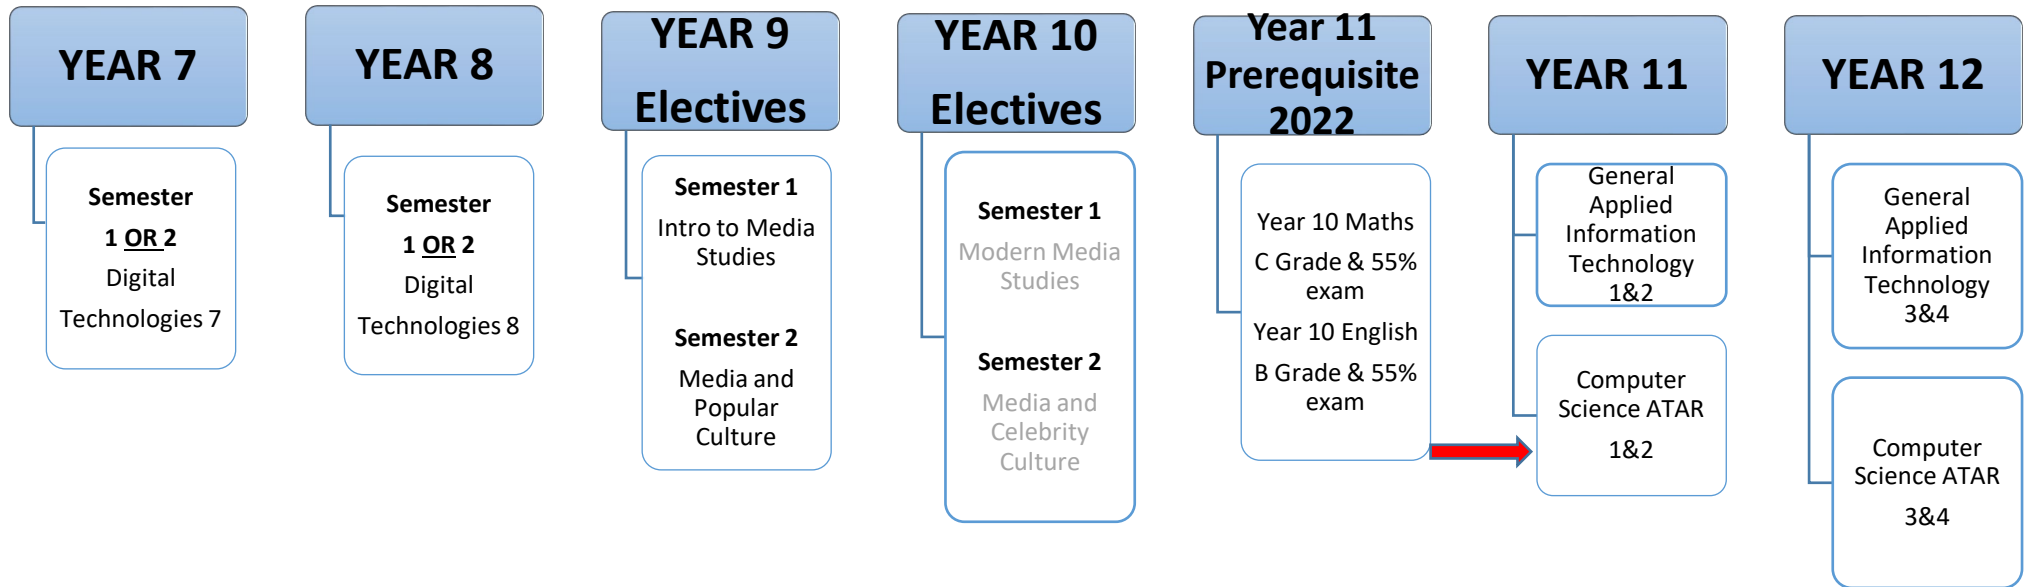 YEAR 7
Semester
1 OR 2
Digital
Technologies 7
YEAR 8
Semester
1 OR 2
Digital
Technologies 8
YEAR 9
Electives
Semester 1
Intro to Media
Studies
Semester 2
Media and
Popular
Culture
YEAR 10
Electives
Semester 1
Modern Media
Studies
Semester 2
Media and
Celebrity
Culture
Year 11
Prerequisite
2022
Year 10 Maths
C Grade & 55%
exam
Year 10 English
B Grade & 55%
exam
YEAR 11
General
Applied
Information
Technology
1&2
Computer
Science ATAR
1&2
YEAR 12
General
Applied
Information
Technology
3&4
Computer
Science ATAR
3&4